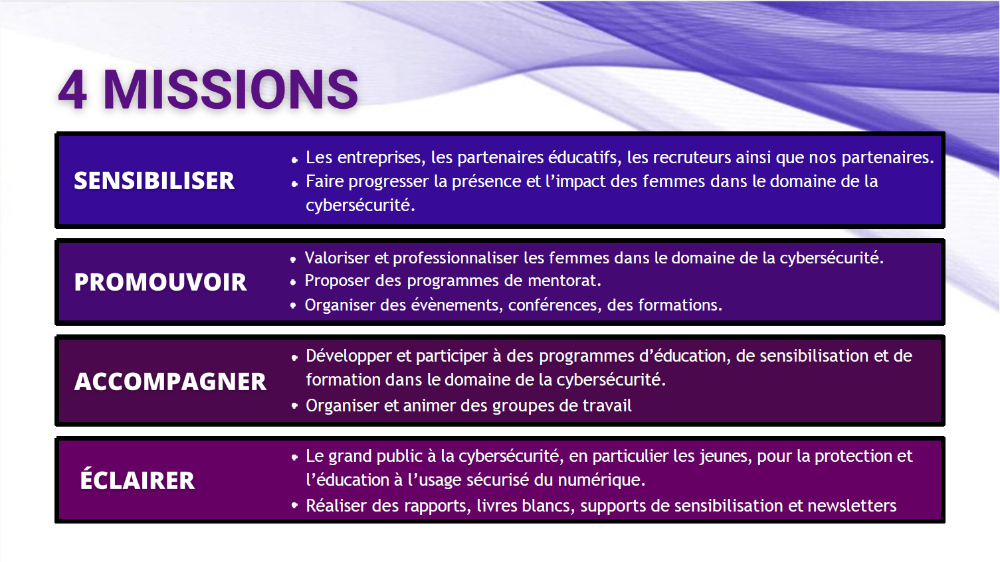 4 MISSIONS
SENSIBILISER
• Les entreprises, les partenaires éducatifs, les recruteurs ainsi que nos partenaires.
• Faire progresser la présence et l’impact des femmes dans le domaine de la
cybersécurité.
PROMOUVOIR
• Valoriser et professionnaliser les femmes dans le domaine de la cybersécurité.
• Proposer des programmes de mentorat.
• Organiser des évènements, conférences, des formations.
ACCOMPAGNER
• Développer et participer à des programmes d’éducation, de sensibilisation et de
formation dans le domaine de la cybersécurité.
• Organiser et animer des groupes de travail
ÉCLAIRER
• Le grand public à la cybersécurité, en particulier les jeunes, pour la protection et
l’éducation à l’usage sécurisé du numérique.
• Réaliser des rapports, livres blancs, supports de sensibilisation et newsletters